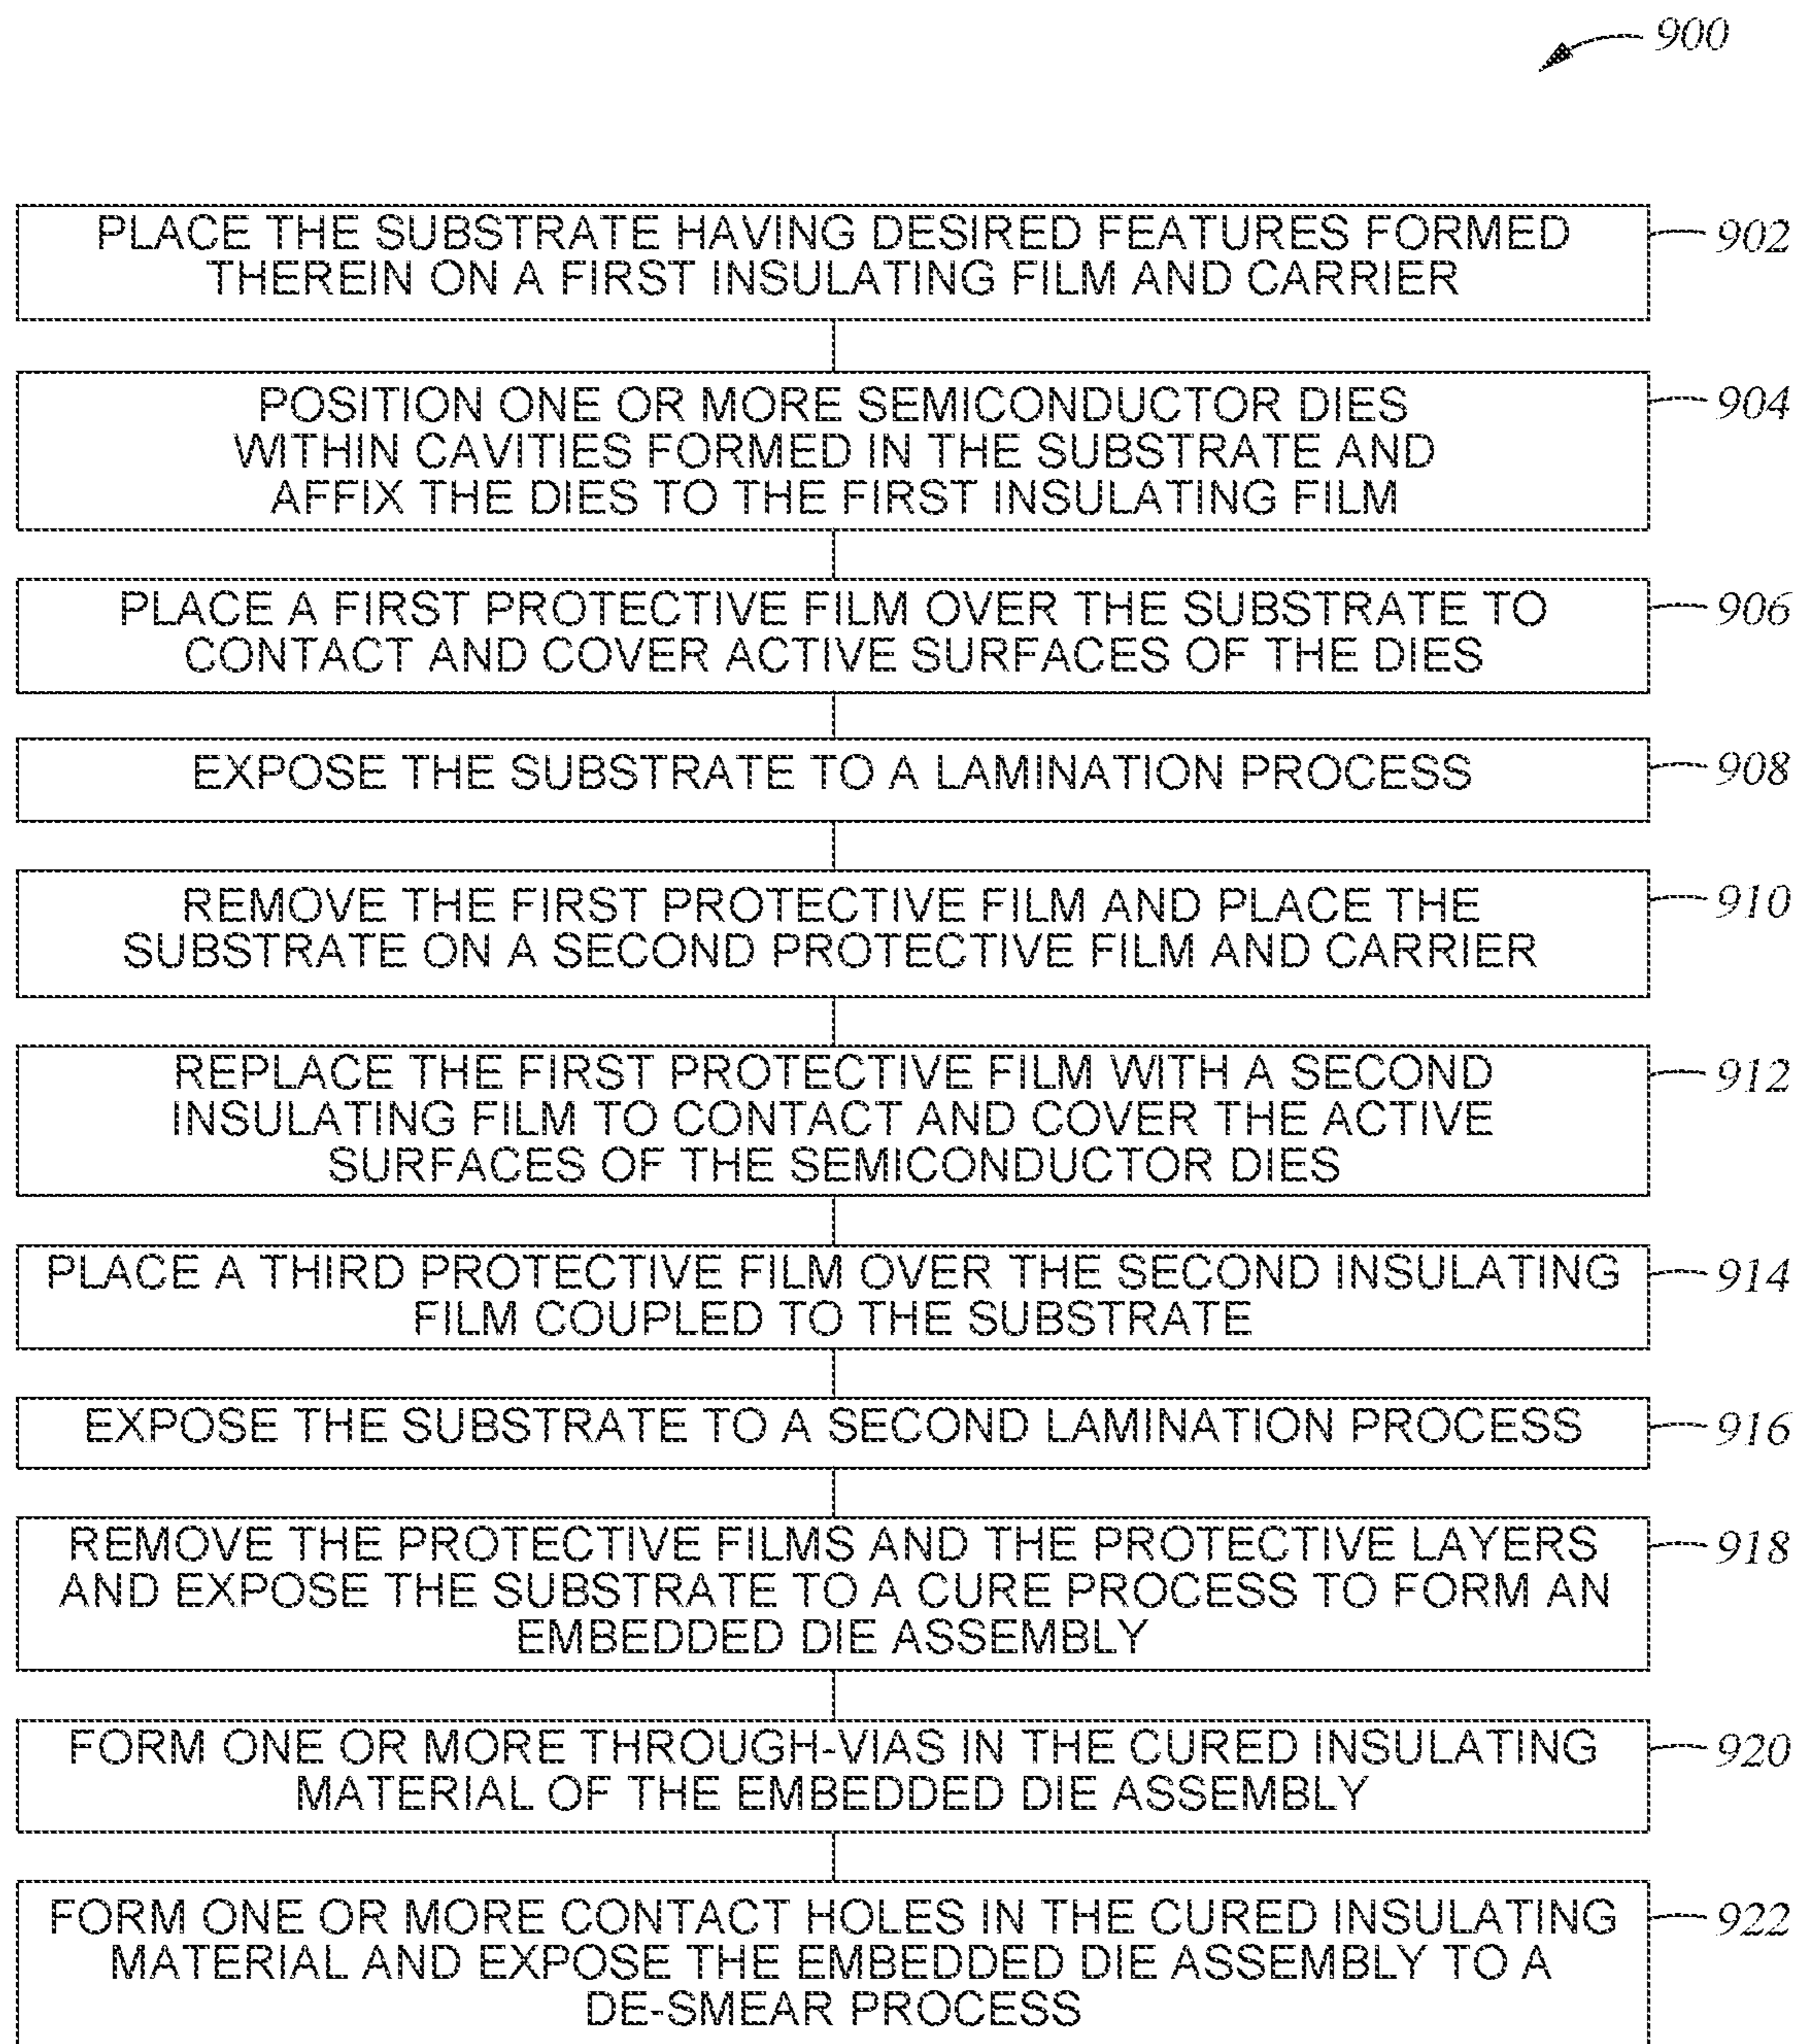 900
PLACE THE SUBSTRATE HAVING DESIRED FEATURES FORMED
THEREIN ON A FIRST INSULATING FILM AND CARRIER
902
POSITION ONE OR MORE SEMICONDUCTOR DIES
WITHIN CAVITIES FORMED IN THE SUBSTRATE AND
AFFIX THE DIES TO THE FIRST INSULATING FILM
904
PLACE A FIRST PROTECTIVE FILM OVER THE SUBSTRATE TO
CONTACT AND COVER ACTIVE SURFACES OF THE DIES
906
EXPOSE THE SUBSTRATE TO A LAMINATION PROCESS
908
REMOVE THE FIRST PROTECTIVE FILM AND PLACE THE
SUBSTRATE ON A SECOND PROTECTIVE FILM AND CARRIER
910
REPLACE THE FIRST PROTECTIVE FILM WITH A SECOND
INSULATING FILM TO CONTACT AND COVER THE ACTIVE
SURFACES OF THE SEMICONDUCTOR DIES
912
PLACE A THIRD PROTECTIVE FILM OVER THE SECOND INSULATING
FILM COUPLED TO THE SUBSTRATE
914
EXPOSE THE SUBSTRATE TO A SECOND LAMINATION PROCESS
916
REMOVE THE PROTECTIVE FILMS AND THE PROTECTIVE LAYERS
AND EXPOSE THE SUBSTRATE TO A CURE PROCESS TO FORM AN
EMBEDDED DIE ASSEMBLY
918
FORM ONE OR MORE THROUGH-VIAS IN THE CURED INSULATING
MATERIAL OF THE EMBEDDED DIE ASSEMBLY
920
FORM ONE OR MORE CONTACT HOLES IN THE CURED INSULATING
MATERIAL AND EXPOSE THE EMBEDDED DIE ASSEMBLY TO A
DE-SMEAR PROCESS
922